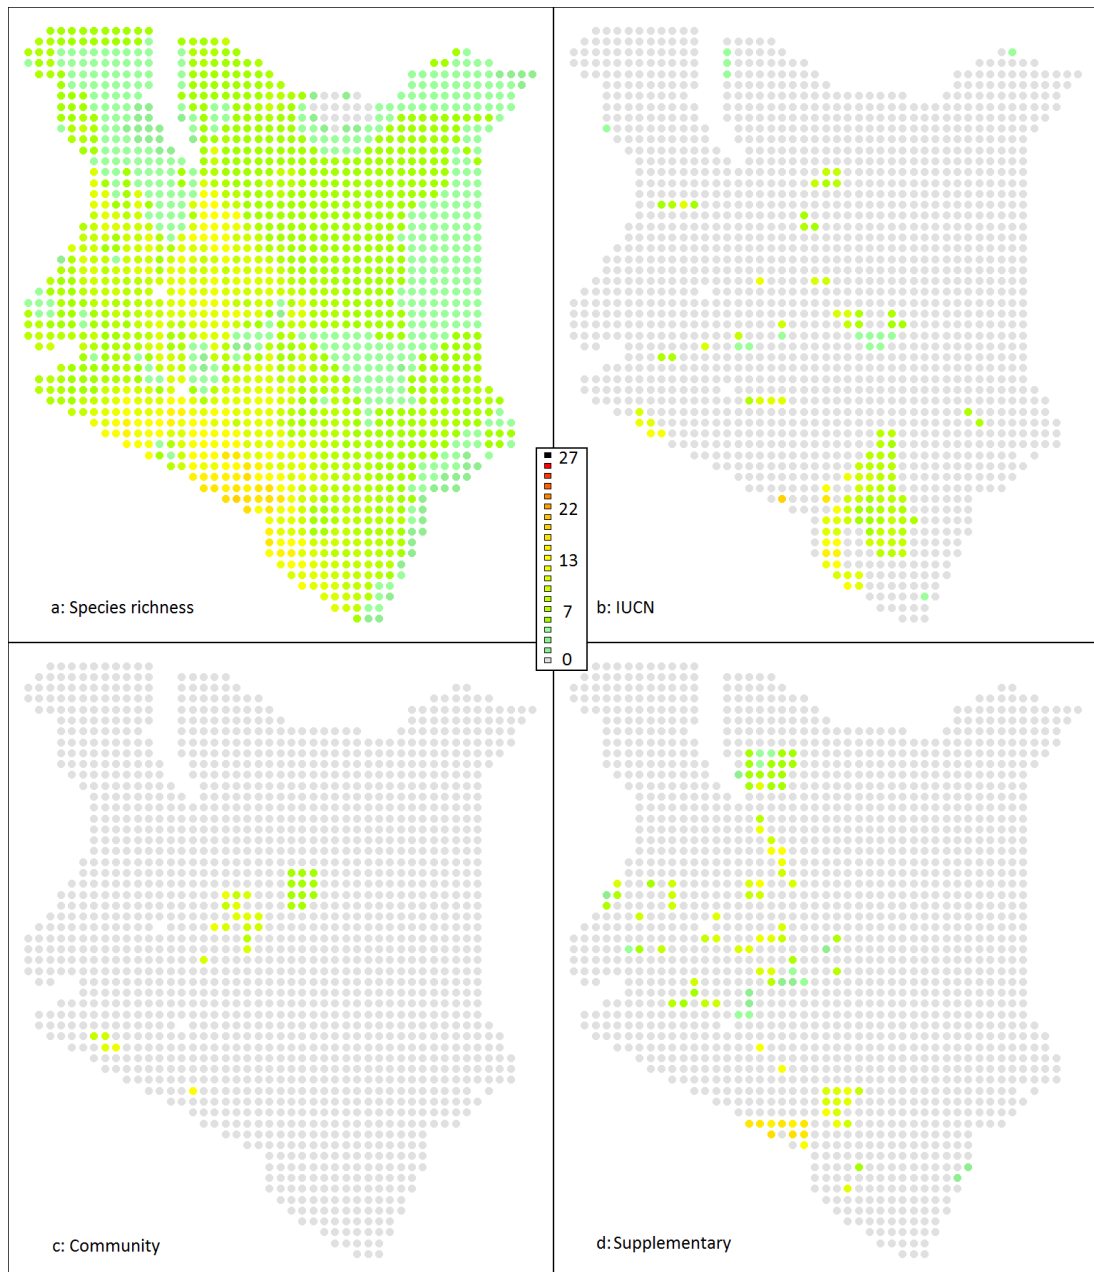 a: Species richness
b: IUCN
27
22
13
7
0
c: Community
d: Supplementary